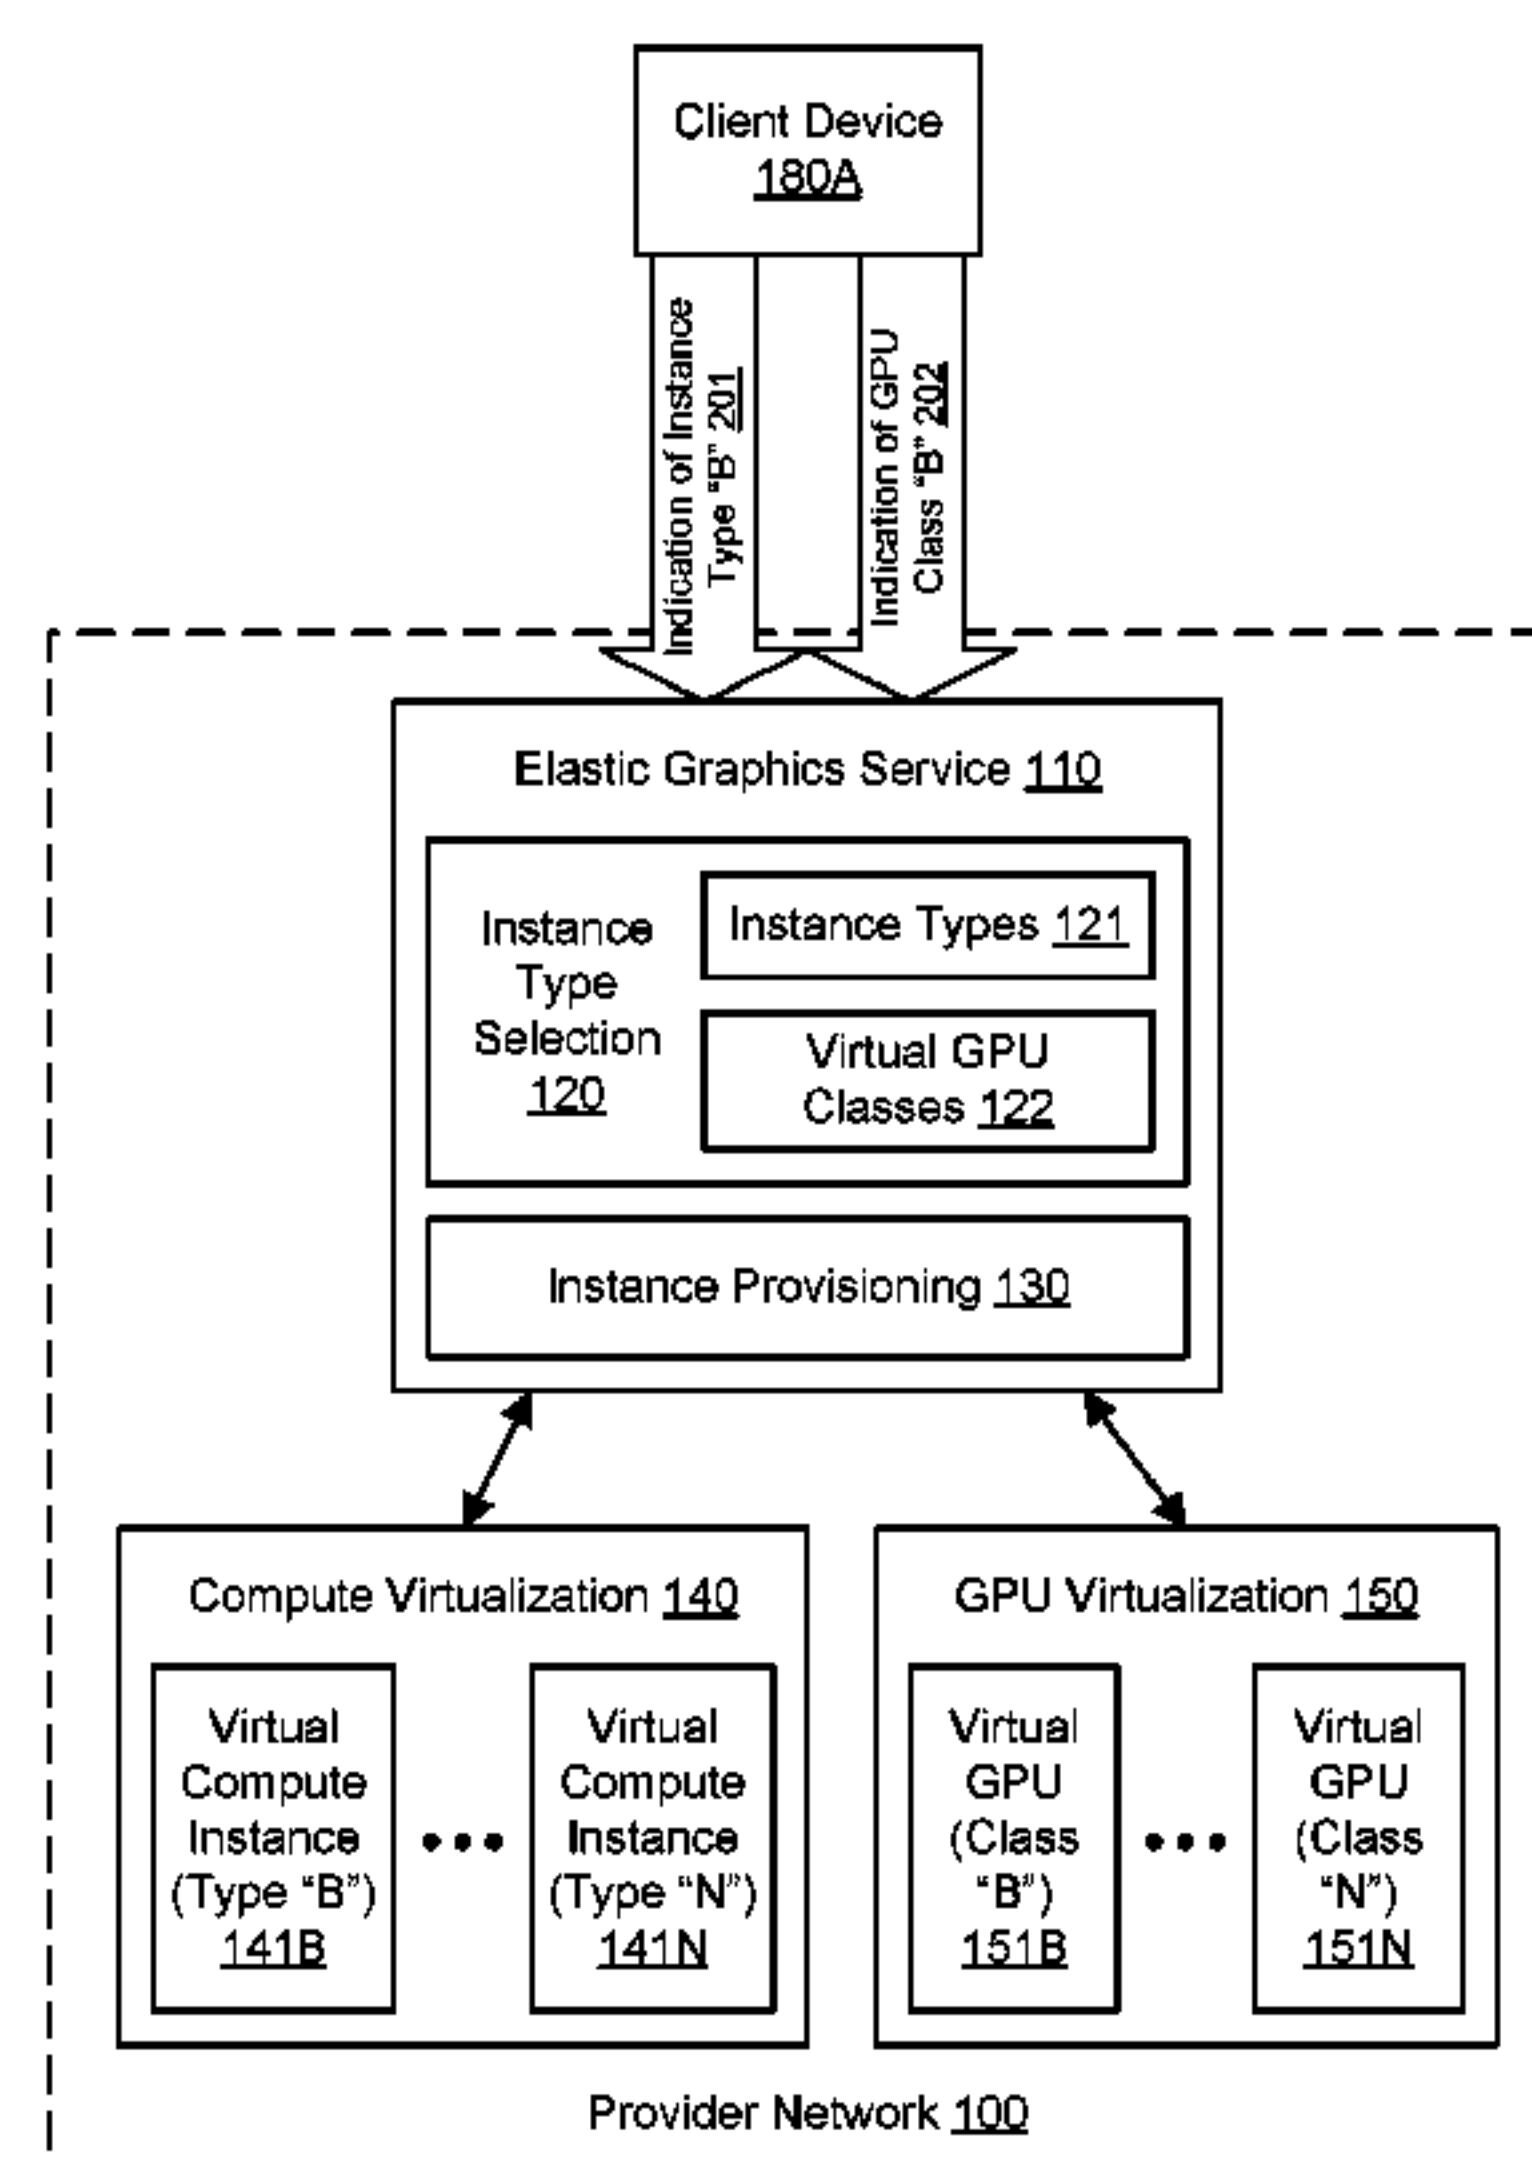 Client Device
180A
Indication of Instance
Type “B” 201
Indication of GPU
Class “B” 202
Elastic Graphics Service 110
Instance
Type
Selection
120
Instance Types 121
Virtual GPU
Classes 122
Instance Provisioning 130
Compute Virtualization 140
Virtual
Compute
Instance
(Type “B”)
141B
Virtual
Compute
Instance
(Type “N”)
141N
GPU Virtualization 150
Virtual
GPU
(Class
“B”)
151B
Virtual
GPU
(Class
“N”)
151N
Provider Network 100